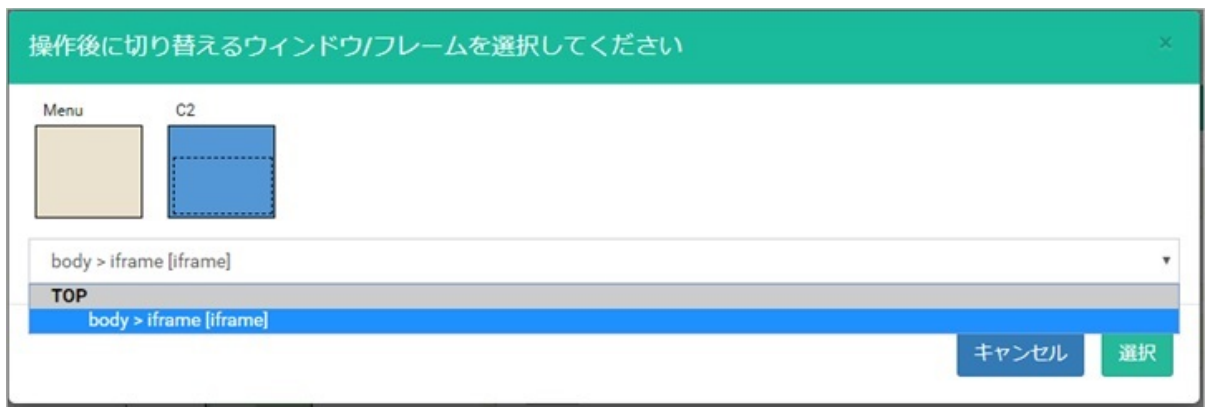 操作後に切り替えるウィンドウ/フレームを選択してください ×
Menu C2
body > iframe [iframe] ▼
TOP
body > iframe [iframe]
キャンセル 選択